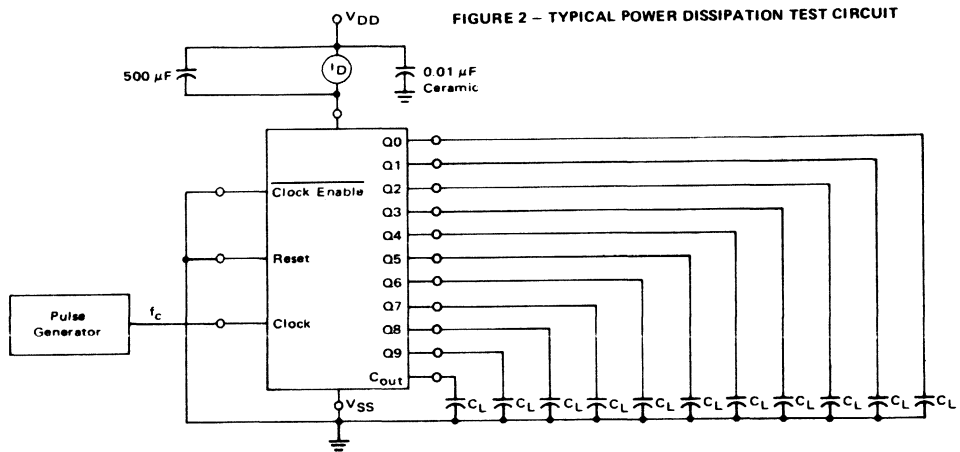 FIGURE 2 – TYPICAL POWER DISSIPATION TEST CIRCUIT
VDD
500 µF
ID
0.01 µF
Ceramic
Q0
Q1
Clock Enable
Q2
Q3
Q4
Reset
Q5
Q6
Q7
Pulse
Generator
fc
Clock
Q8
Q9
Cout
VSS
CL
CL
CL
CL
CL
CL
CL
CL
CL
CL
CL